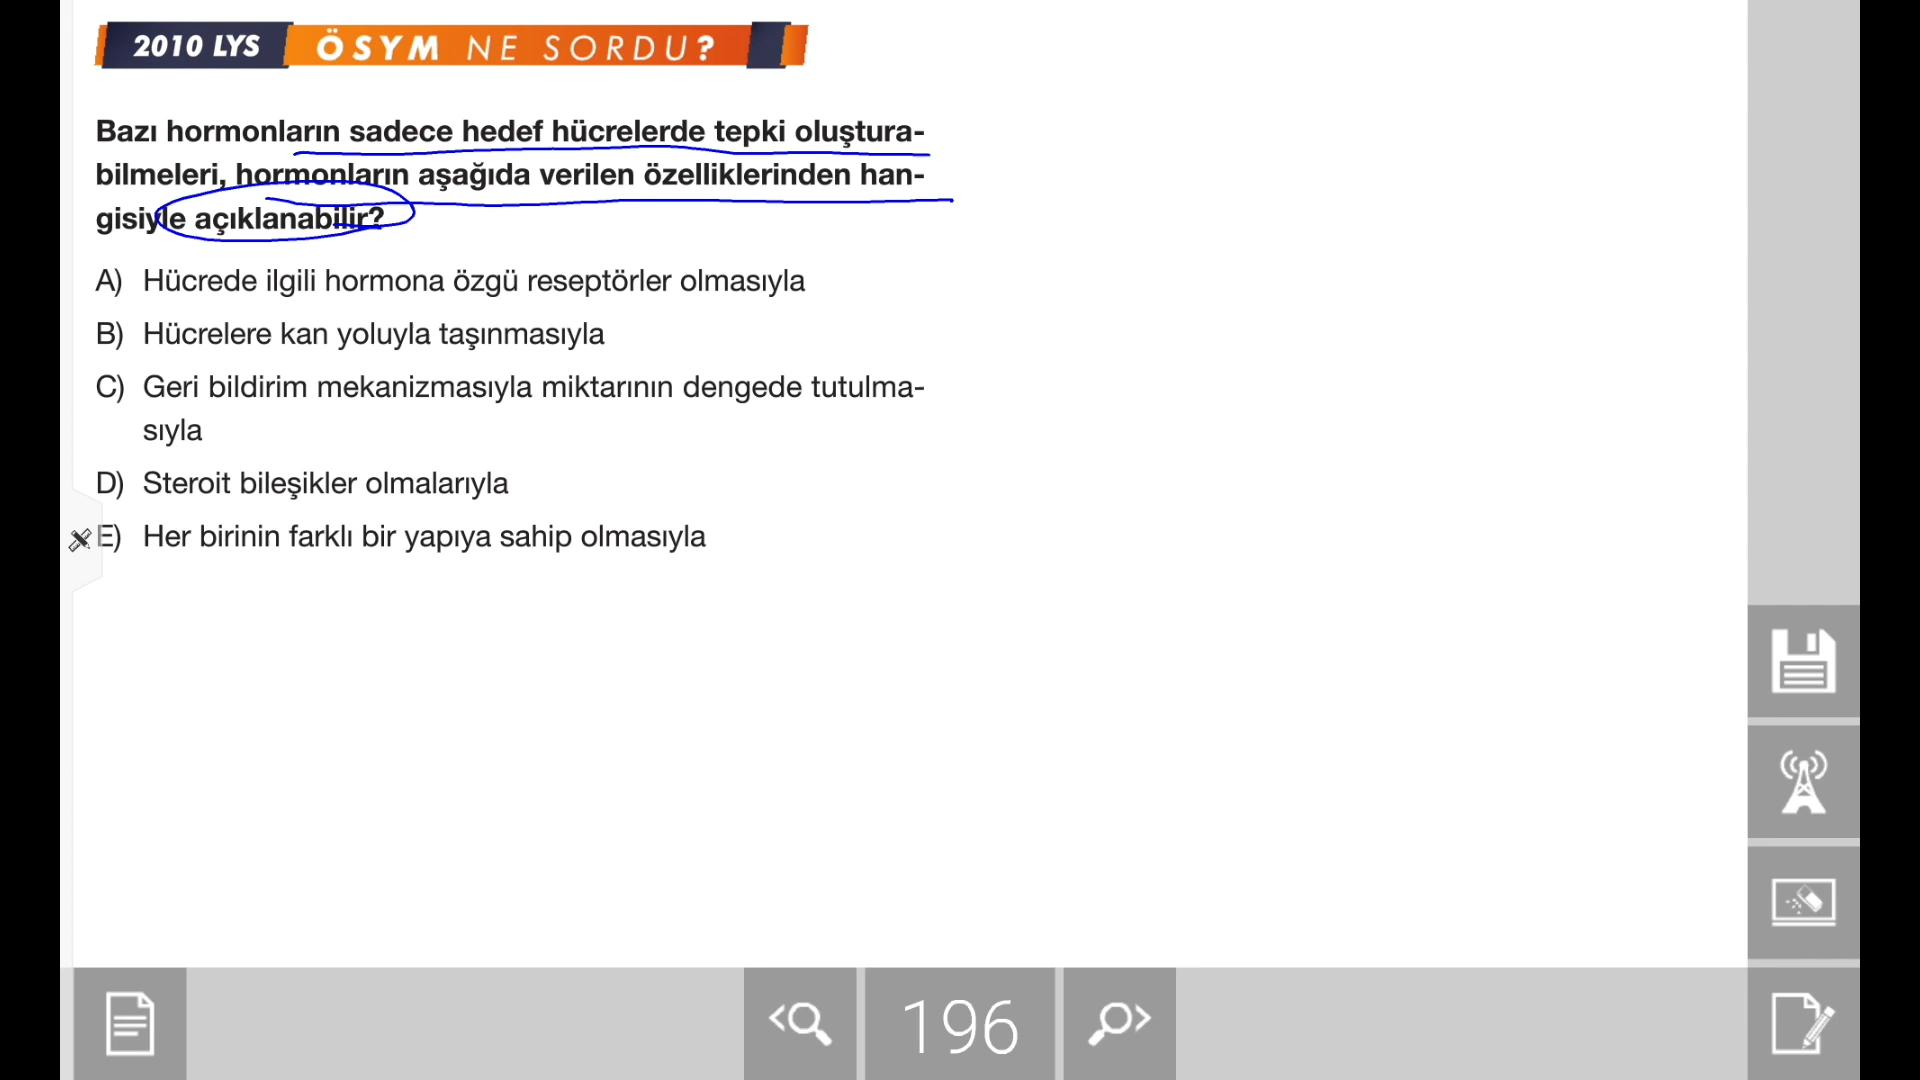 2010 LYS ÖSYM NE SORDU?
Bazı hormonların sadece hedef hücrelerde tepki oluştura-
bilmeleri, hormonların aşağıda verilen özelliklerinden han-
gisiyle açıklanabilir?
A) Hücrede ilgili hormona özgü reseptörler olmasıyla
B) Hücrelere kan yoluyla taşınmasıyla
C) Geri bildirim mekanizmasıyla miktarının dengede tutulma-
sıyla
D) Steroit bileşikler olmalarıyla
E) Her birinin farklı bir yapıya sahip olmasıyla
196